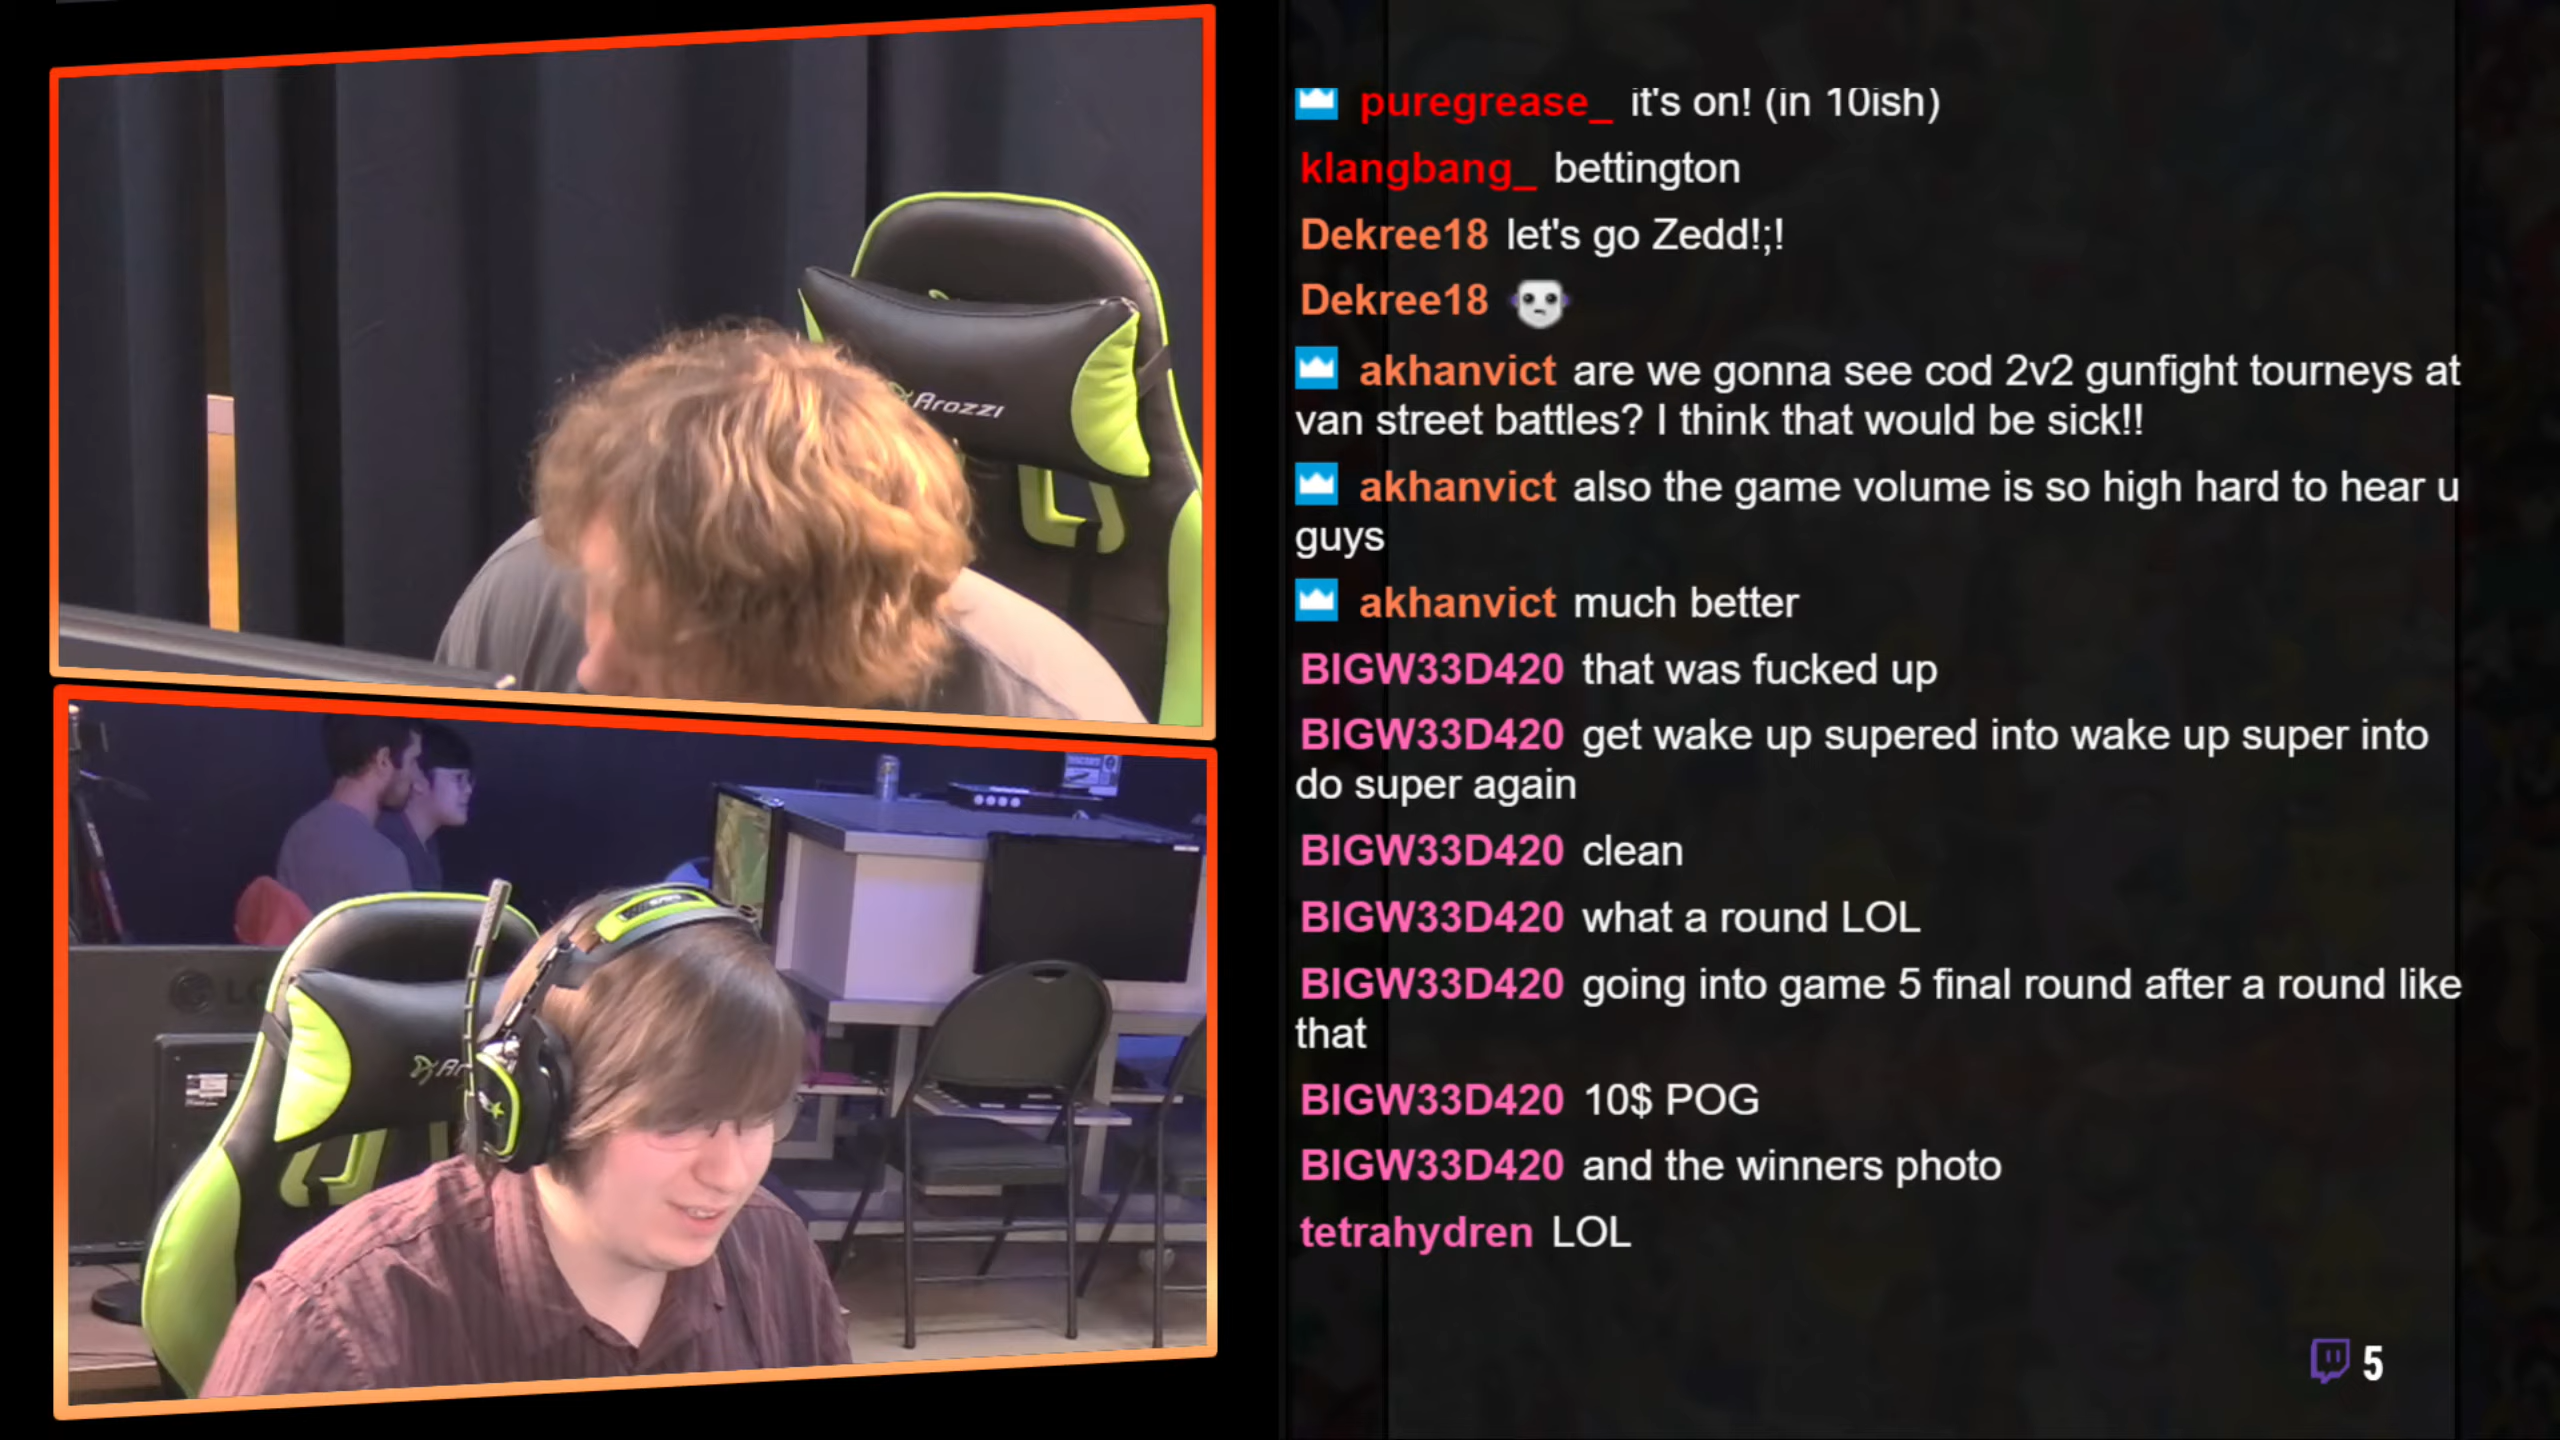 puregrease_ it's on! (in 10ish)
klangbang_ bettington
Dekree18 let's go Zedd!;!
Dekree18
akhanvict are we gonna see cod 2v2 gunfight tourneys at
van street battles? I think that would be sick!!
akhanvict also the game volume is so high hard to hear u
guys
akhanvict much better
BIGW33D420 that was fucked up
BIGW33D420 get wake up supered into wake up super into
do super again
BIGW33D420 clean
BIGW33D420 what a round LOL
BIGW33D420 going into game 5 final round after a round like
that
BIGW33D420 10$ POG
BIGW33D420 and the winners photo
tetrahydren LOL
5
Arozzi
LG